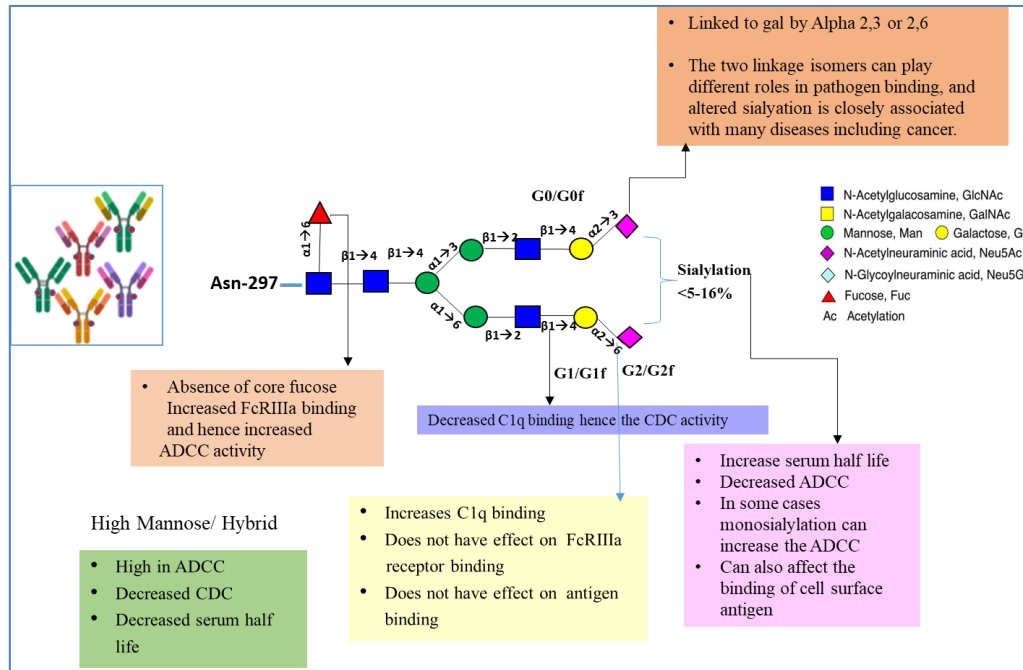 • Linked to gal by Alpha 2,3 or 2,6
• The two linkage isomers can play
different roles in pathogen binding, and
altered sialyation is closely associated
with many diseases including cancer.
G0/G0f
α1→6
β1→4
β1→4
α1→3
β1→2
β1→4
α2→3
Asn-297
α1→6
β1→2
β1→4
α2→6
Sialylation
<5-16%
G1/G1f
G2/G2f
N-Acetylglucosamine, GlcNAc
N-Acetylgalacosamine, GalNAc
Mannose, Man
Galactose, G
N-Acetylneuraminic acid, Neu5Ac
N-Glycoylneuraminic acid, Neu5G
Fucose, Fuc
Ac Acetylation
• Absence of core fucose
Increased FcRIIIa binding
and hence increased
ADCC activity
Decreased C1q binding hence the CDC activity
• Increases C1q binding
• Does not have effect on FcRIIIa
receptor binding
• Does not have effect on antigen
binding
• Increase serum half life
• Decreased ADCC
• In some cases
monosialylation can
increase the ADCC
• Can also affect the
binding of cell surface
antigen
High Mannose/ Hybrid
• High in ADCC
• Decreased CDC
• Decreased serum half
life